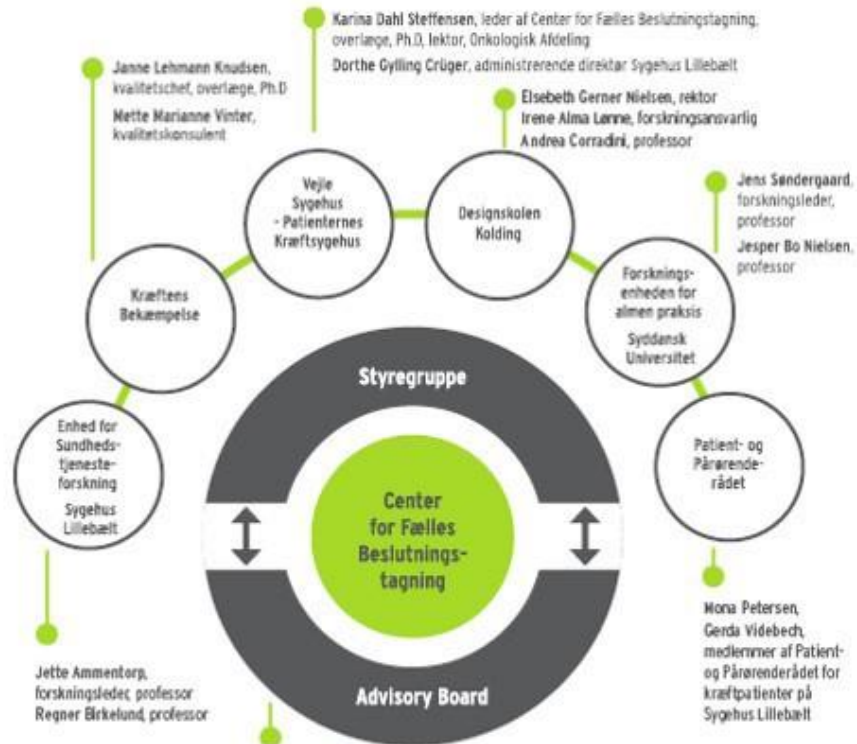 Karina Dahl Steffensen, leder af Center for Fælles Beslutningstagning,
overlæge, Ph.D, lektor, Onkologisk Afdeling
Dorthe Gylling Crüger, administrerende direktør Sygehus Lillebælt
Janne Lehmann Knudsen,
kvalitetschef, overlæge, Ph.D
Mette Marianne Vinter,
kvalitetskonsulent
Elsebeth Gerner Nielsen, rektor
Irene Alma Lønne, forskningsansvarlig
Andrea Corradini, professor
Jens Søndergaard,
forskningsleder,
professor
Jesper Bo Nielsen,
professor
Vejle
Sygehus
- Patienternes
Kræftsygehus
Designskolen
Kolding
Kræftens
Bekæmpelse
Forsknings-
enheden for
almen praksis
Syddansk
Universitet
Enhed for
Sundheds-
tjeneste-
forskning
Sygehus
Lillebælt
Patient- og
Pårørende-
rådet
Styregruppe
Center
for Fælles
Beslutnings-
tagning
Advisory Board
Jette Ammentorp,
forskningsleder, professor
Regner Birkelund, professor
Mona Petersen,
Gerda Videbech,
medlemmer af Patient-
og Pårørenderådet for
kræftpatienter på
Sygehus Lillebælt